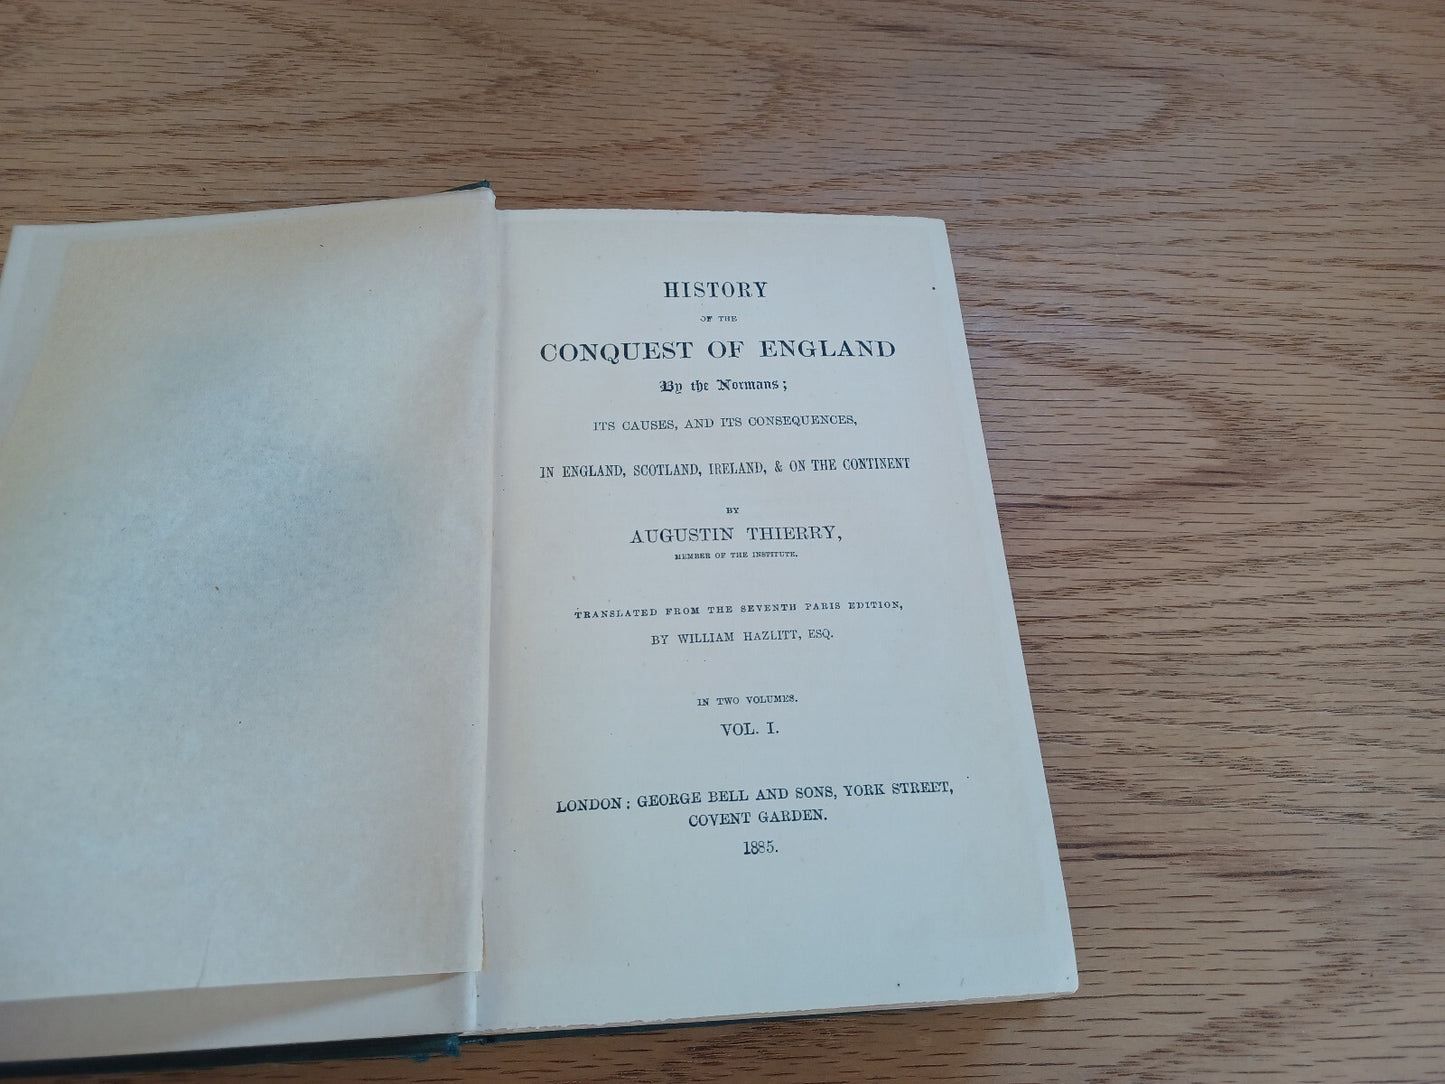 HISTORY
OF THE
CONQUEST OF ENGLAND
By the Normans;
ITS CAUSES, AND ITS CONSEQUENCES,
IN ENGLAND, SCOTLAND, IRELAND, & ON THE CONTINENT
BY
AUGUSTIN THIERRY,
MEMBER OF THE INSTITUTE.
TRANSLATED FROM THE SEVENTH PARIS EDITION,
BY WILLIAM HAZLITT, ESQ.
IN TWO VOLUMES.
VOL. I.
LONDON: GEORGE BELL AND SONS, YORK STREET,
COVENT GARDEN.
1885.